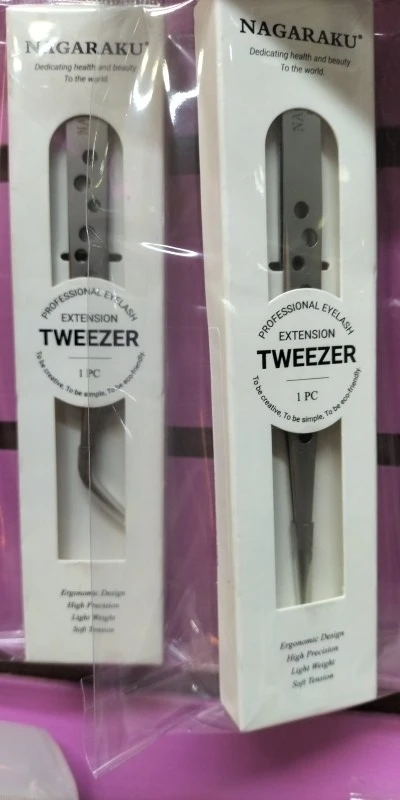 NAGARAKU®
Dedicating health and beauty
To the world.
NA
PROFESSIONAL EYELASH
EXTENSION
TWEEZER
1 PC
To be creative, To be simple, To be eco-friendly.
Ergonomic Design
High Precision
Light Weight
Soft Tension
NAGARAKU®
Dedicating health and beauty
To the world.
NA
PROFESSIONAL EYELASH
EXTENSION
TWEEZER
1 PC
To be creative, To be simple, To be eco-friendly.
Ergonomic Design
High Precision
Light Weight
Soft Tension